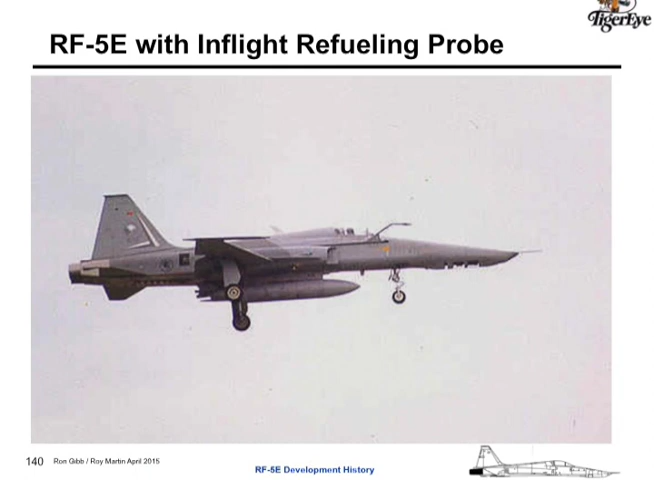 TigerEye
RF-5E with Inflight Refueling Probe
140 Ron Gibb / Roy Martin April 2015
RF-5E Development History